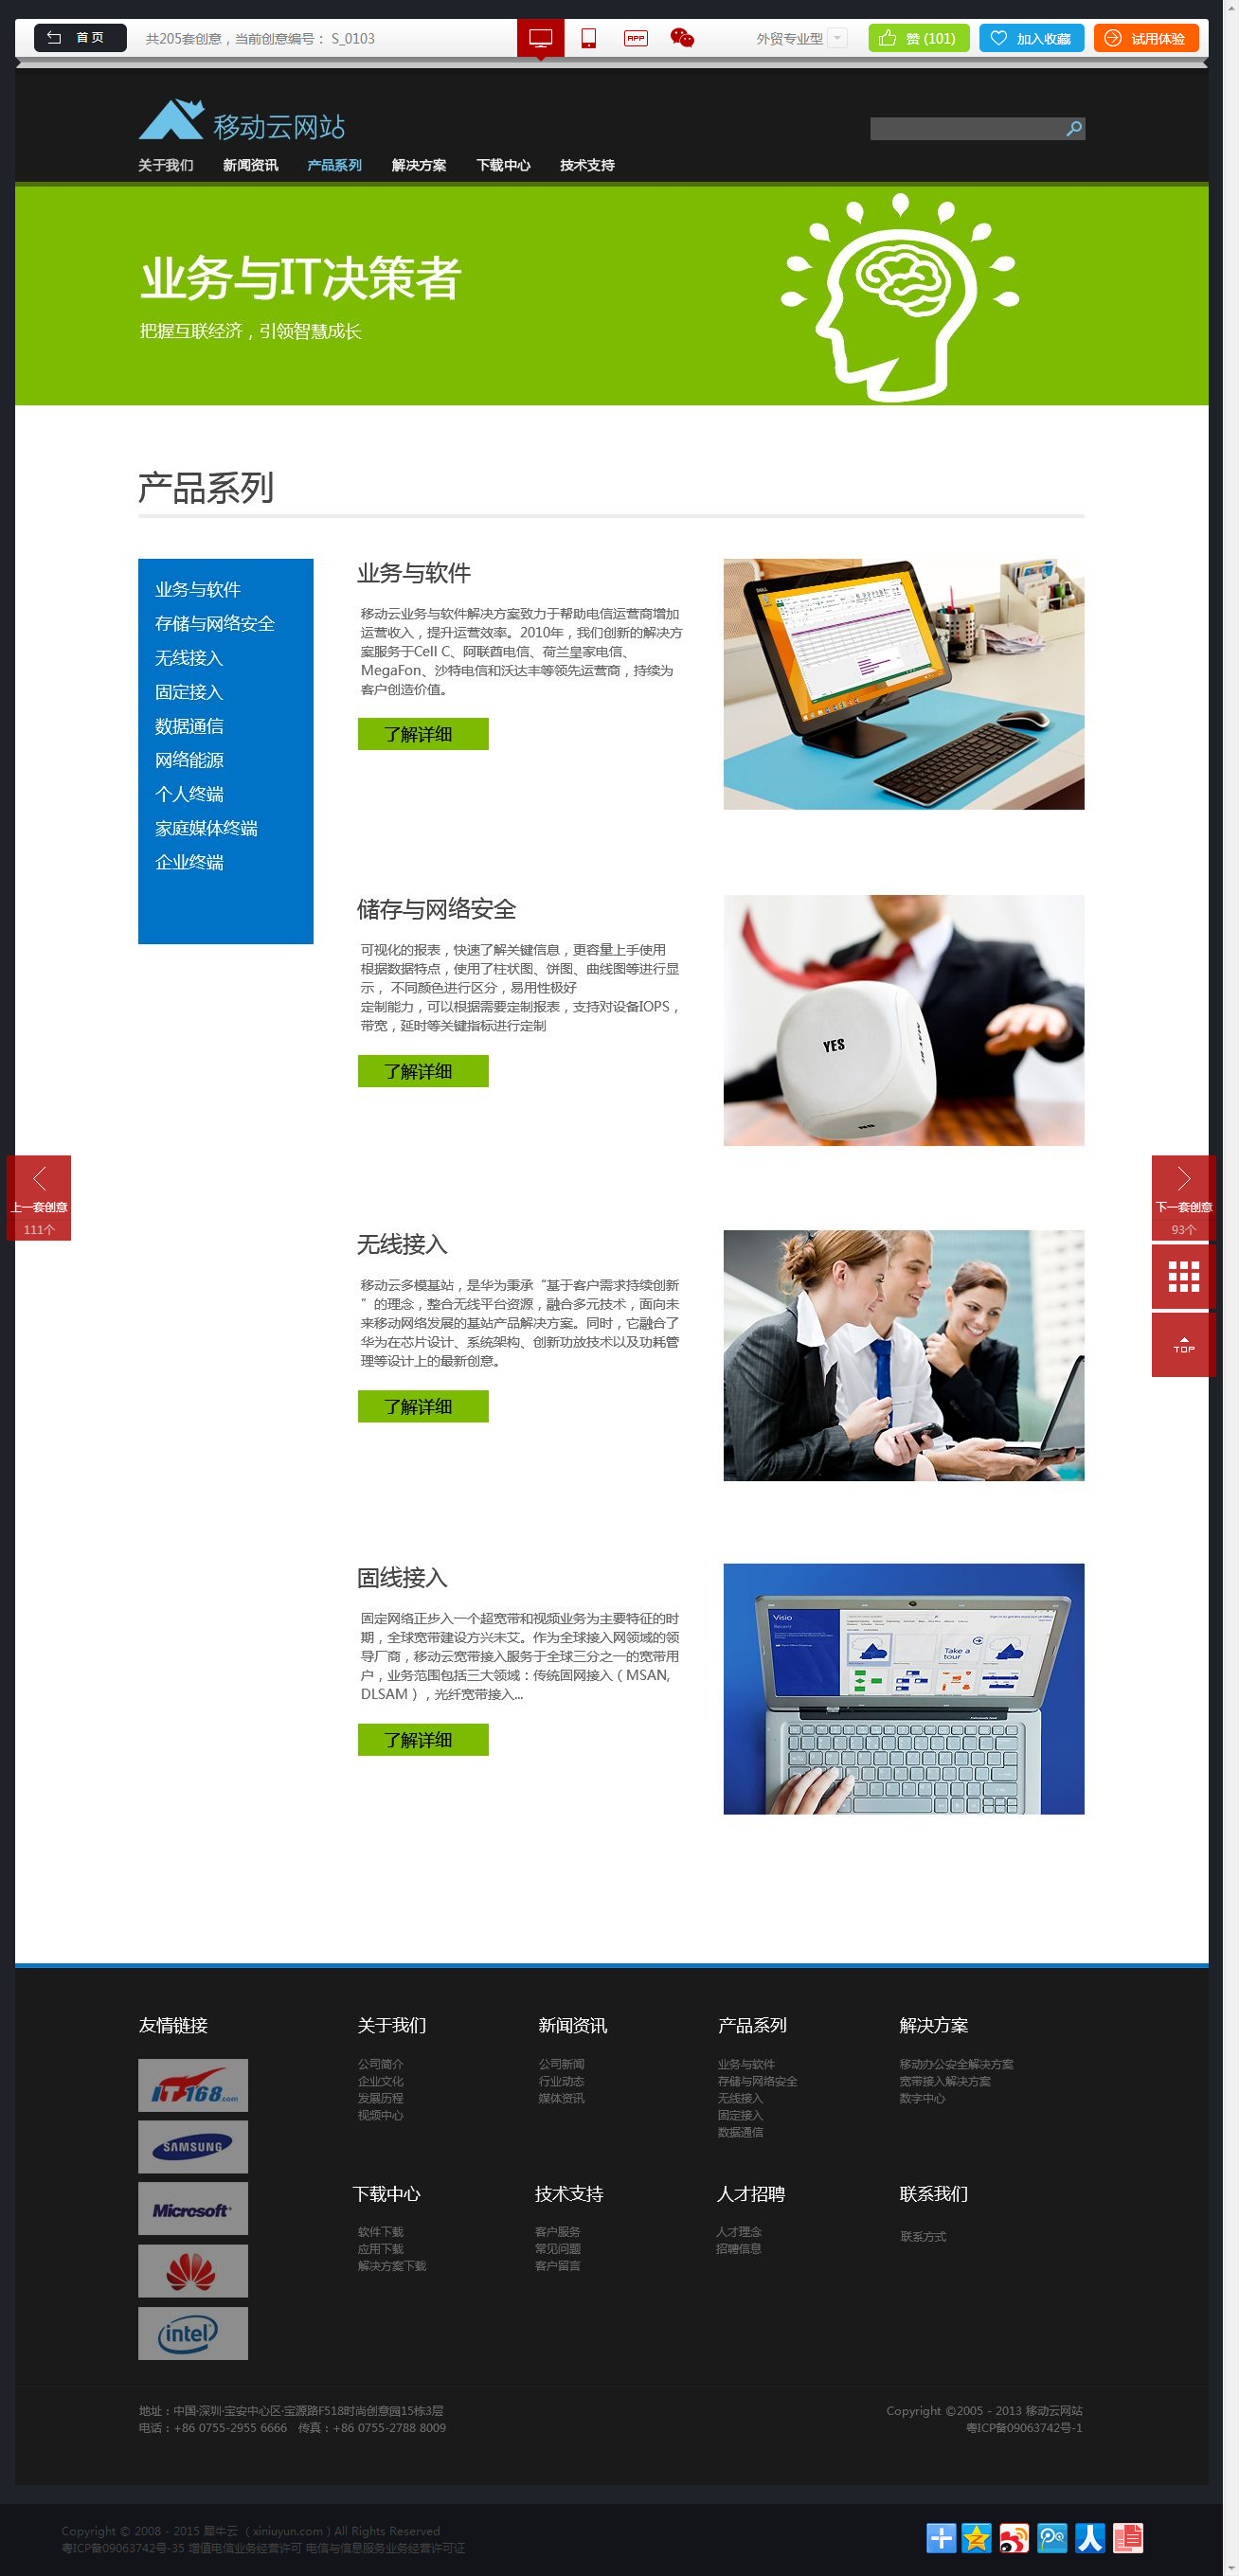 首 页
共205套创意，当前创意编号： S_0103
APP
外贸专业型
赞 (101)
加入收藏
试用体验
移动云网站
关于我们 新闻资讯 产品系列 解决方案 下载中心 技术支持
业务与IT决策者
把握互联经济，引领智慧成长
产品系列
业务与软件
存储与网络安全
无线接入
固定接入
数据通信
网络能源
个人终端
家庭媒体终端
企业终端
业务与软件
移动云业务与软件解决方案致力于帮助电信运营商增加
运营收入，提升运营效率。2010年，我们创新的解决方
案服务于Cell C、阿联酋电信、荷兰皇家电信、
MegaFon、沙特电信和沃达丰等领先运营商，持续为
客户创造价值。
了解详细
储存与网络安全
可视化的报表，快速了解关键信息，更容量上手使用
根据数据特点，使用了柱状图、饼图、曲线图等进行显
示， 不同颜色进行区分，易用性极好
定制能力，可以根据需要定制报表，支持对设备IOPS，
带宽，延时等关键指标进行定制
了解详细
YES
上一套创意
111个
下一套创意
93个
TOP
无线接入
移动云多模基站，是华为秉承“基于客户需求持续创新
”的理念，整合无线平台资源，融合多元技术，面向未
来移动网络发展的基站产品解决方案。同时，它融合了
华为在芯片设计、系统架构、创新功放技术以及功耗管
理等设计上的最新创意。
了解详细
固线接入
固定网络正步入一个超宽带和视频业务为主要特征的时
期，全球宽带建设方兴未艾。作为全球接入网领域的领
导厂商，移动云宽带接入服务于全球三分之一的宽带用
户，业务范围包括三大领域：传统固网接入（MSAN,
DLSAM），光纤宽带接入...
了解详细
Visio
Take a
tour
友情链接
IT168.com
SAMSUNG
Microsoft
intel
关于我们
公司简介
企业文化
发展历程
视频中心
新闻资讯
公司新闻
行业动态
媒体资讯
产品系列
业务与软件
存储与网络安全
无线接入
固定接入
数据通信
解决方案
移动办公安全解决方案
宽带接入解决方案
数字中心
下载中心
软件下载
应用下载
解决方案下载
技术支持
客户服务
常见问题
客户留言
人才招聘
人才理念
招聘信息
联系我们
联系方式
地址：中国·深圳·宝安中心区·宝源路F518时尚创意园15栋3层
电话：+86 0755-2955 6666 传真：+86 0755-2788 8009
Copyright ©2005 - 2013 移动云网站
粤ICP备09063742号-1
Copyright © 2008 - 2015 犀牛云 （xiniuyun.com）All Rights Reserved
粤ICP备09063742号-35 增值电信业务经营许可 电信与信息服务业务经营许可证